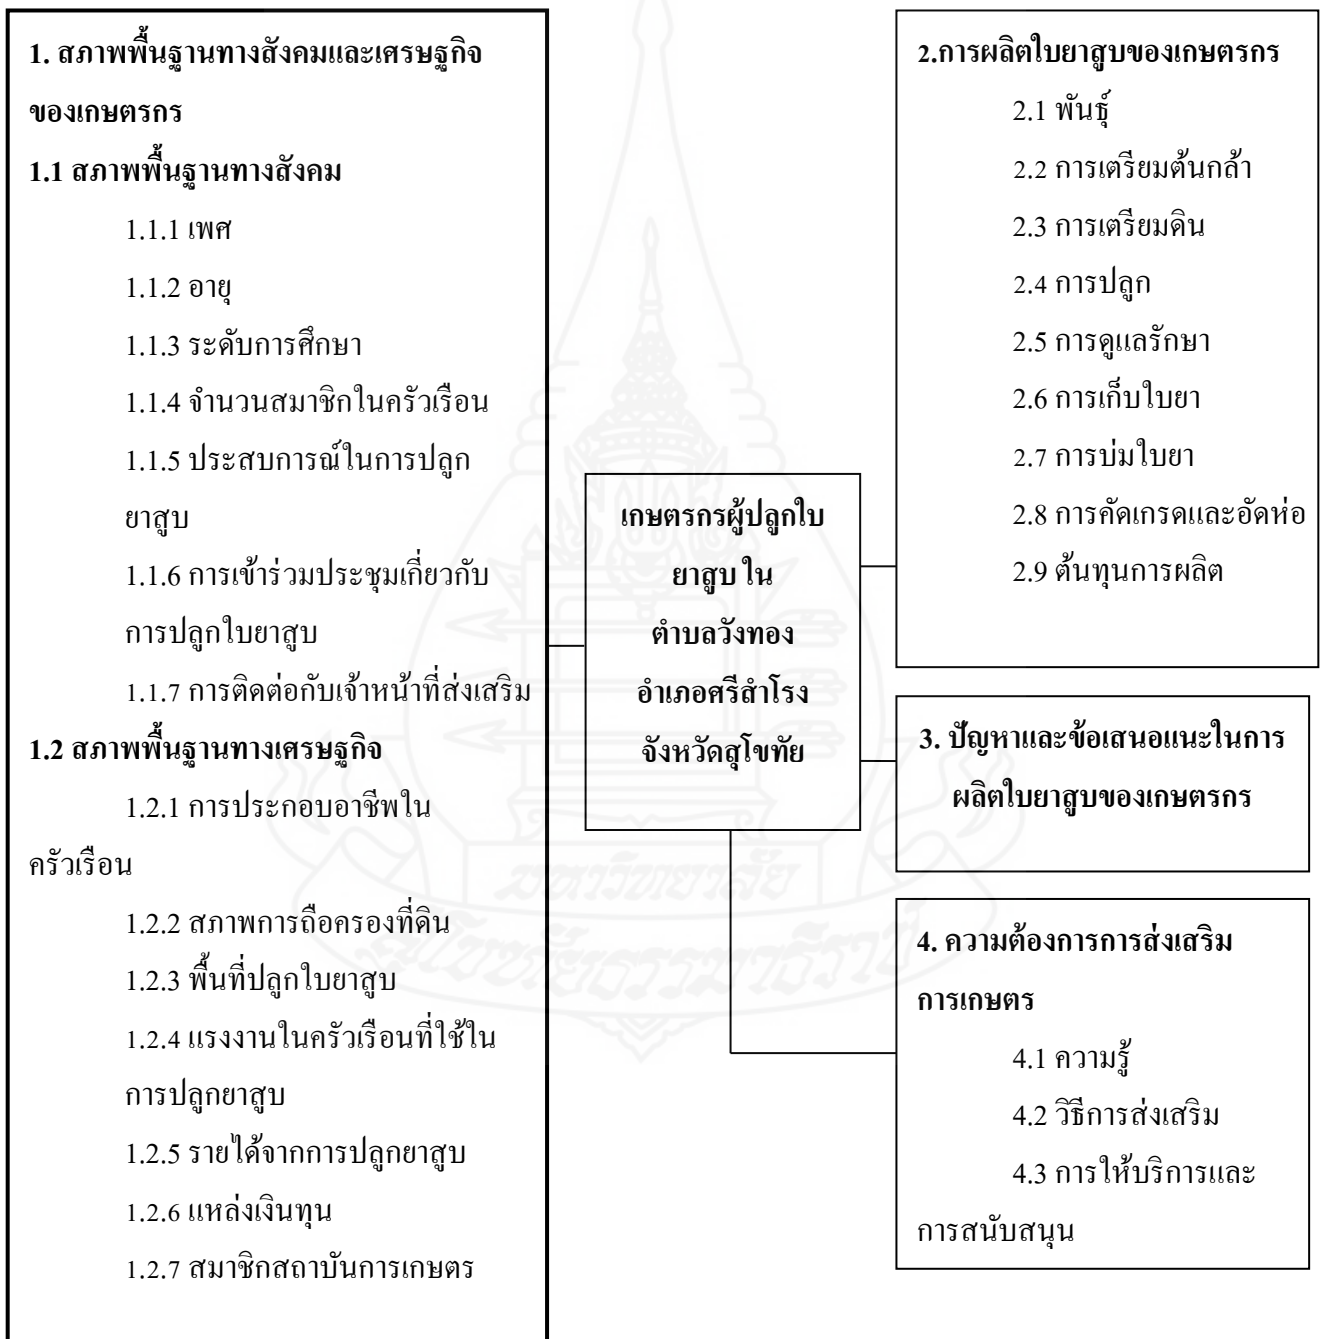 1. สภาพพื้นฐานทางสังคมและเศรษฐกิจ
ของเกษตรกร
1.1 สภาพพื้นฐานทางสังคม
1.1.1 เพศ
1.1.2 อายุ
1.1.3 ระดับการศึกษา
1.1.4 จำนวนสมาชิกในครัวเรือน
1.1.5 ประสบการณ์ในการปลูก
ยาสูบ
1.1.6 การเข้าร่วมประชุมเกี่ยวกับ
การปลูกใบยาสูบ
1.1.7 การติดต่อกับเจ้าหน้าที่ส่งเสริม
1.2 สภาพพื้นฐานทางเศรษฐกิจ
1.2.1 การประกอบอาชีพใน
ครัวเรือน
1.2.2 สภาพการถือครองที่ดิน
1.2.3 พื้นที่ปลูกใบยาสูบ
1.2.4 แรงงานในครัวเรือนที่ใช้ใน
การปลูกยาสูบ
1.2.5 รายได้จากการปลูกยาสูบ
1.2.6 แหล่งเงินทุน
1.2.7 สมาชิกสถาบันการเกษตร
เกษตรกรผู้ปลูกใบ
ยาสูบ ใน
ตำบลวังทอง
อำเภอศรีสำโรง
จังหวัดสุโขทัย
2.การผลิตใบยาสูบของเกษตรกร
2.1 พันธุ์
2.2 การเตรียมต้นกล้า
2.3 การเตรียมดิน
2.4 การปลูก
2.5 การดูแลรักษา
2.6 การเก็บใบยา
2.7 การบ่มใบยา
2.8 การคัดเกรดและอัดห่อ
2.9 ต้นทุนการผลิต
3. ปัญหาและข้อเสนอแนะในการ
ผลิตใบยาสูบของเกษตรกร
4. ความต้องการการส่งเสริม
การเกษตร
4.1 ความรู้
4.2 วิธีการส่งเสริม
4.3 การให้บริการและ
การสนับสนุน
มหาวิทยาลัย
สุโขทัยธรรมาธิราช